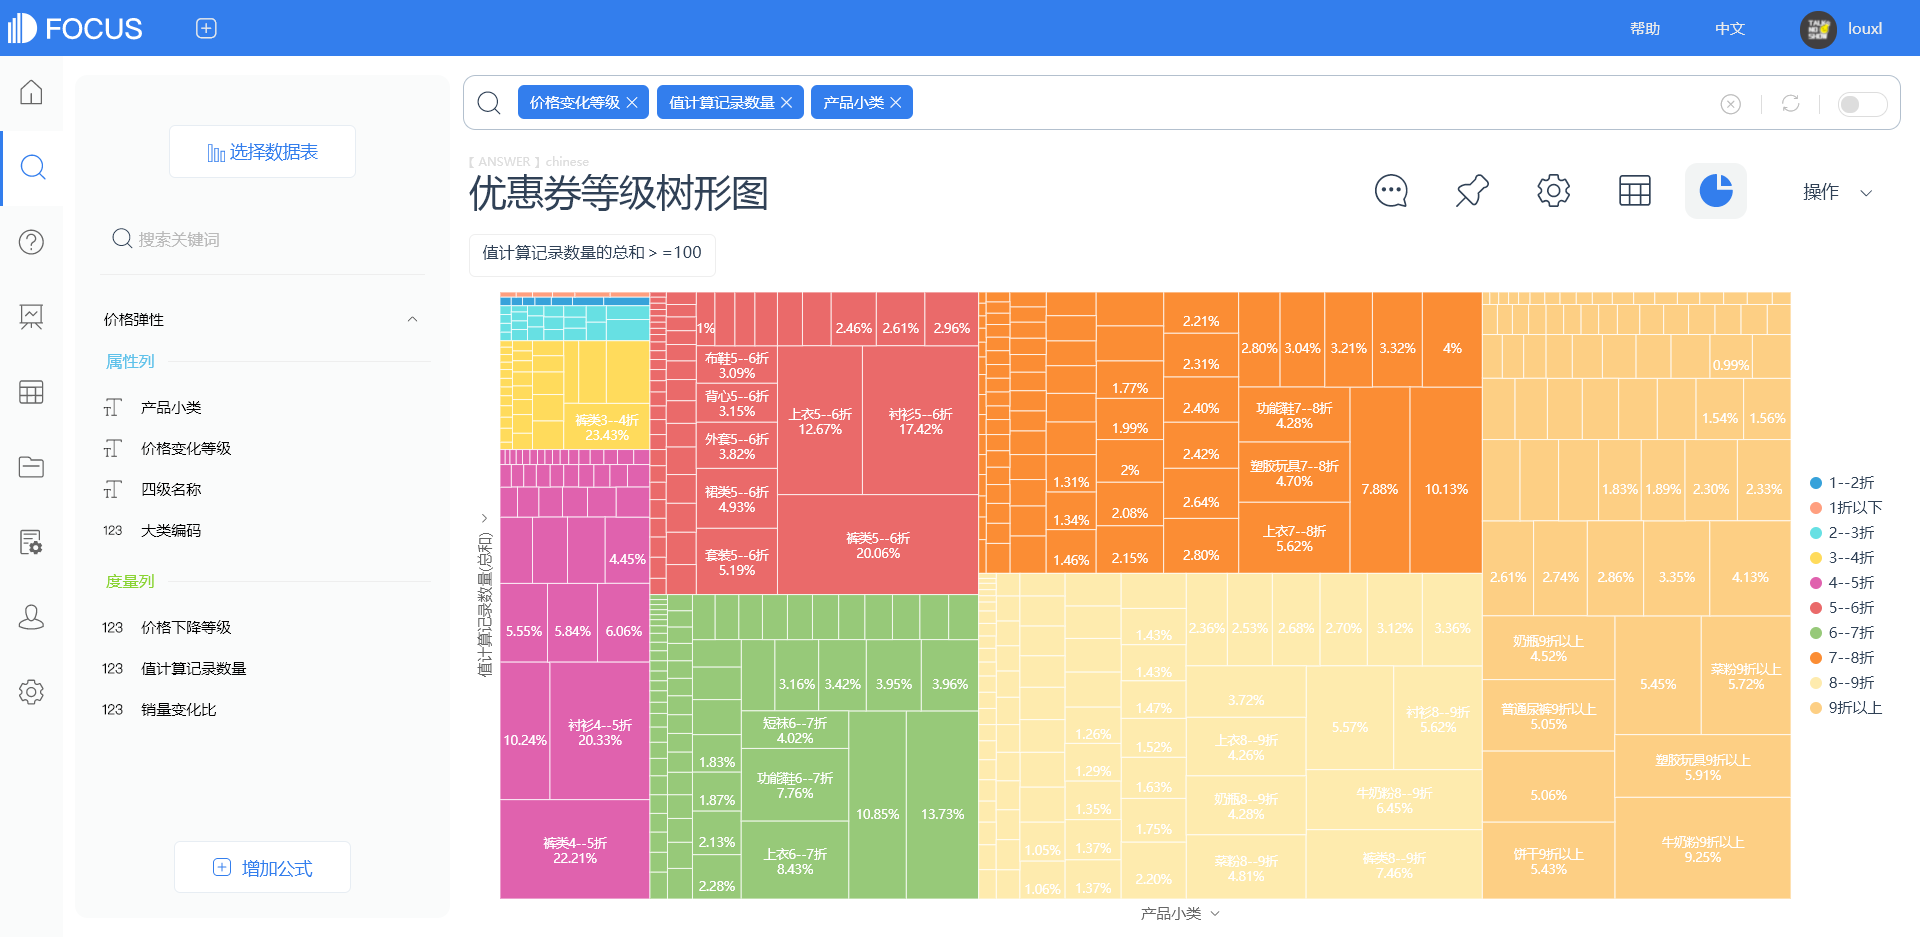 FOCUS
帮助
中文
louxl
选择数据表
搜索关键词
价格弹性
属性列
产品小类
价格变化等级
四级名称
123 大类编码
度量列
123 价格下降等级
123 值计算记录数量
123 销量变化比
增加公式
价格变化等级
值计算记录数量
产品小类
【 ANSWER 】 chinese
优惠券等级树形图
操作
值计算记录数量的总和 > =100
值计算记录数量(总和)
裤类3--4折
23.43%
4.45%
5.55%
5.84%
6.06%
10.24%
衬衫4--5折
20.33%
裤类4--5折
22.21%
1%
2.46%
2.61%
2.96%
布鞋5--6折
3.09%
背心5--6折
3.15%
外套5--6折
3.82%
裙类5--6折
4.93%
套装5--6折
5.19%
上衣5--6折
12.67%
衬衫5--6折
17.42%
裤类5--6折
20.06%
3.16%
3.42%
3.95%
3.96%
短袜6--7折
4.02%
功能鞋6--7折
7.76%
上衣6--7折
8.43%
1.83%
1.87%
2.13%
2.28%
10.85%
13.73%
1.31%
1.34%
1.46%
1.77%
1.99%
2%
2.08%
2.15%
2.21%
2.31%
2.40%
2.42%
2.64%
2.80%
2.80%
3.04%
3.21%
3.32%
4%
功能鞋7--8折
4.28%
塑胶玩具7--8折
4.70%
上衣7--8折
5.62%
7.88%
10.13%
1.05%
1.06%
1.26%
1.29%
1.35%
1.37%
1.37%
1.43%
1.43%
1.47%
1.52%
1.63%
1.75%
2.20%
2.36%
2.53%
2.68%
2.70%
3.12%
3.36%
3.72%
上衣8--9折
4.26%
奶瓶8--9折
4.28%
菜粉8--9折
4.81%
5.57%
衬衫8--9折
5.62%
牛奶粉8--9折
6.45%
裤类8--9折
7.46%
0.99%
1.54%
1.56%
1.83%
1.89%
2.30%
2.33%
2.61%
2.74%
2.86%
3.35%
4.13%
奶瓶9折以上
4.52%
普通尿裤9折以上
5.05%
5.06%
饼干9折以上
5.43%
5.45%
菜粉9折以上
5.72%
塑胶玩具9折以上
5.91%
牛奶粉9折以上
9.25%
产品小类
1--2折
1折以下
2--3折
3--4折
4--5折
5--6折
6--7折
7--8折
8--9折
9折以上